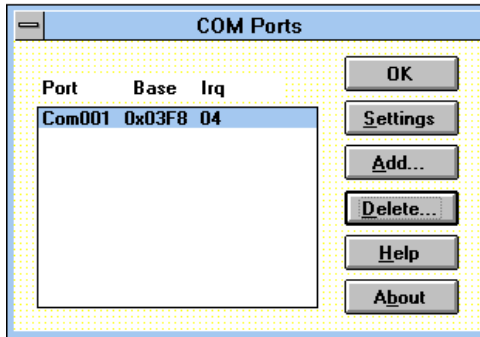 COM Ports
Port Base Irq
Com001 0x03F8 04
OK
Settings
Add...
Delete...
Help
About